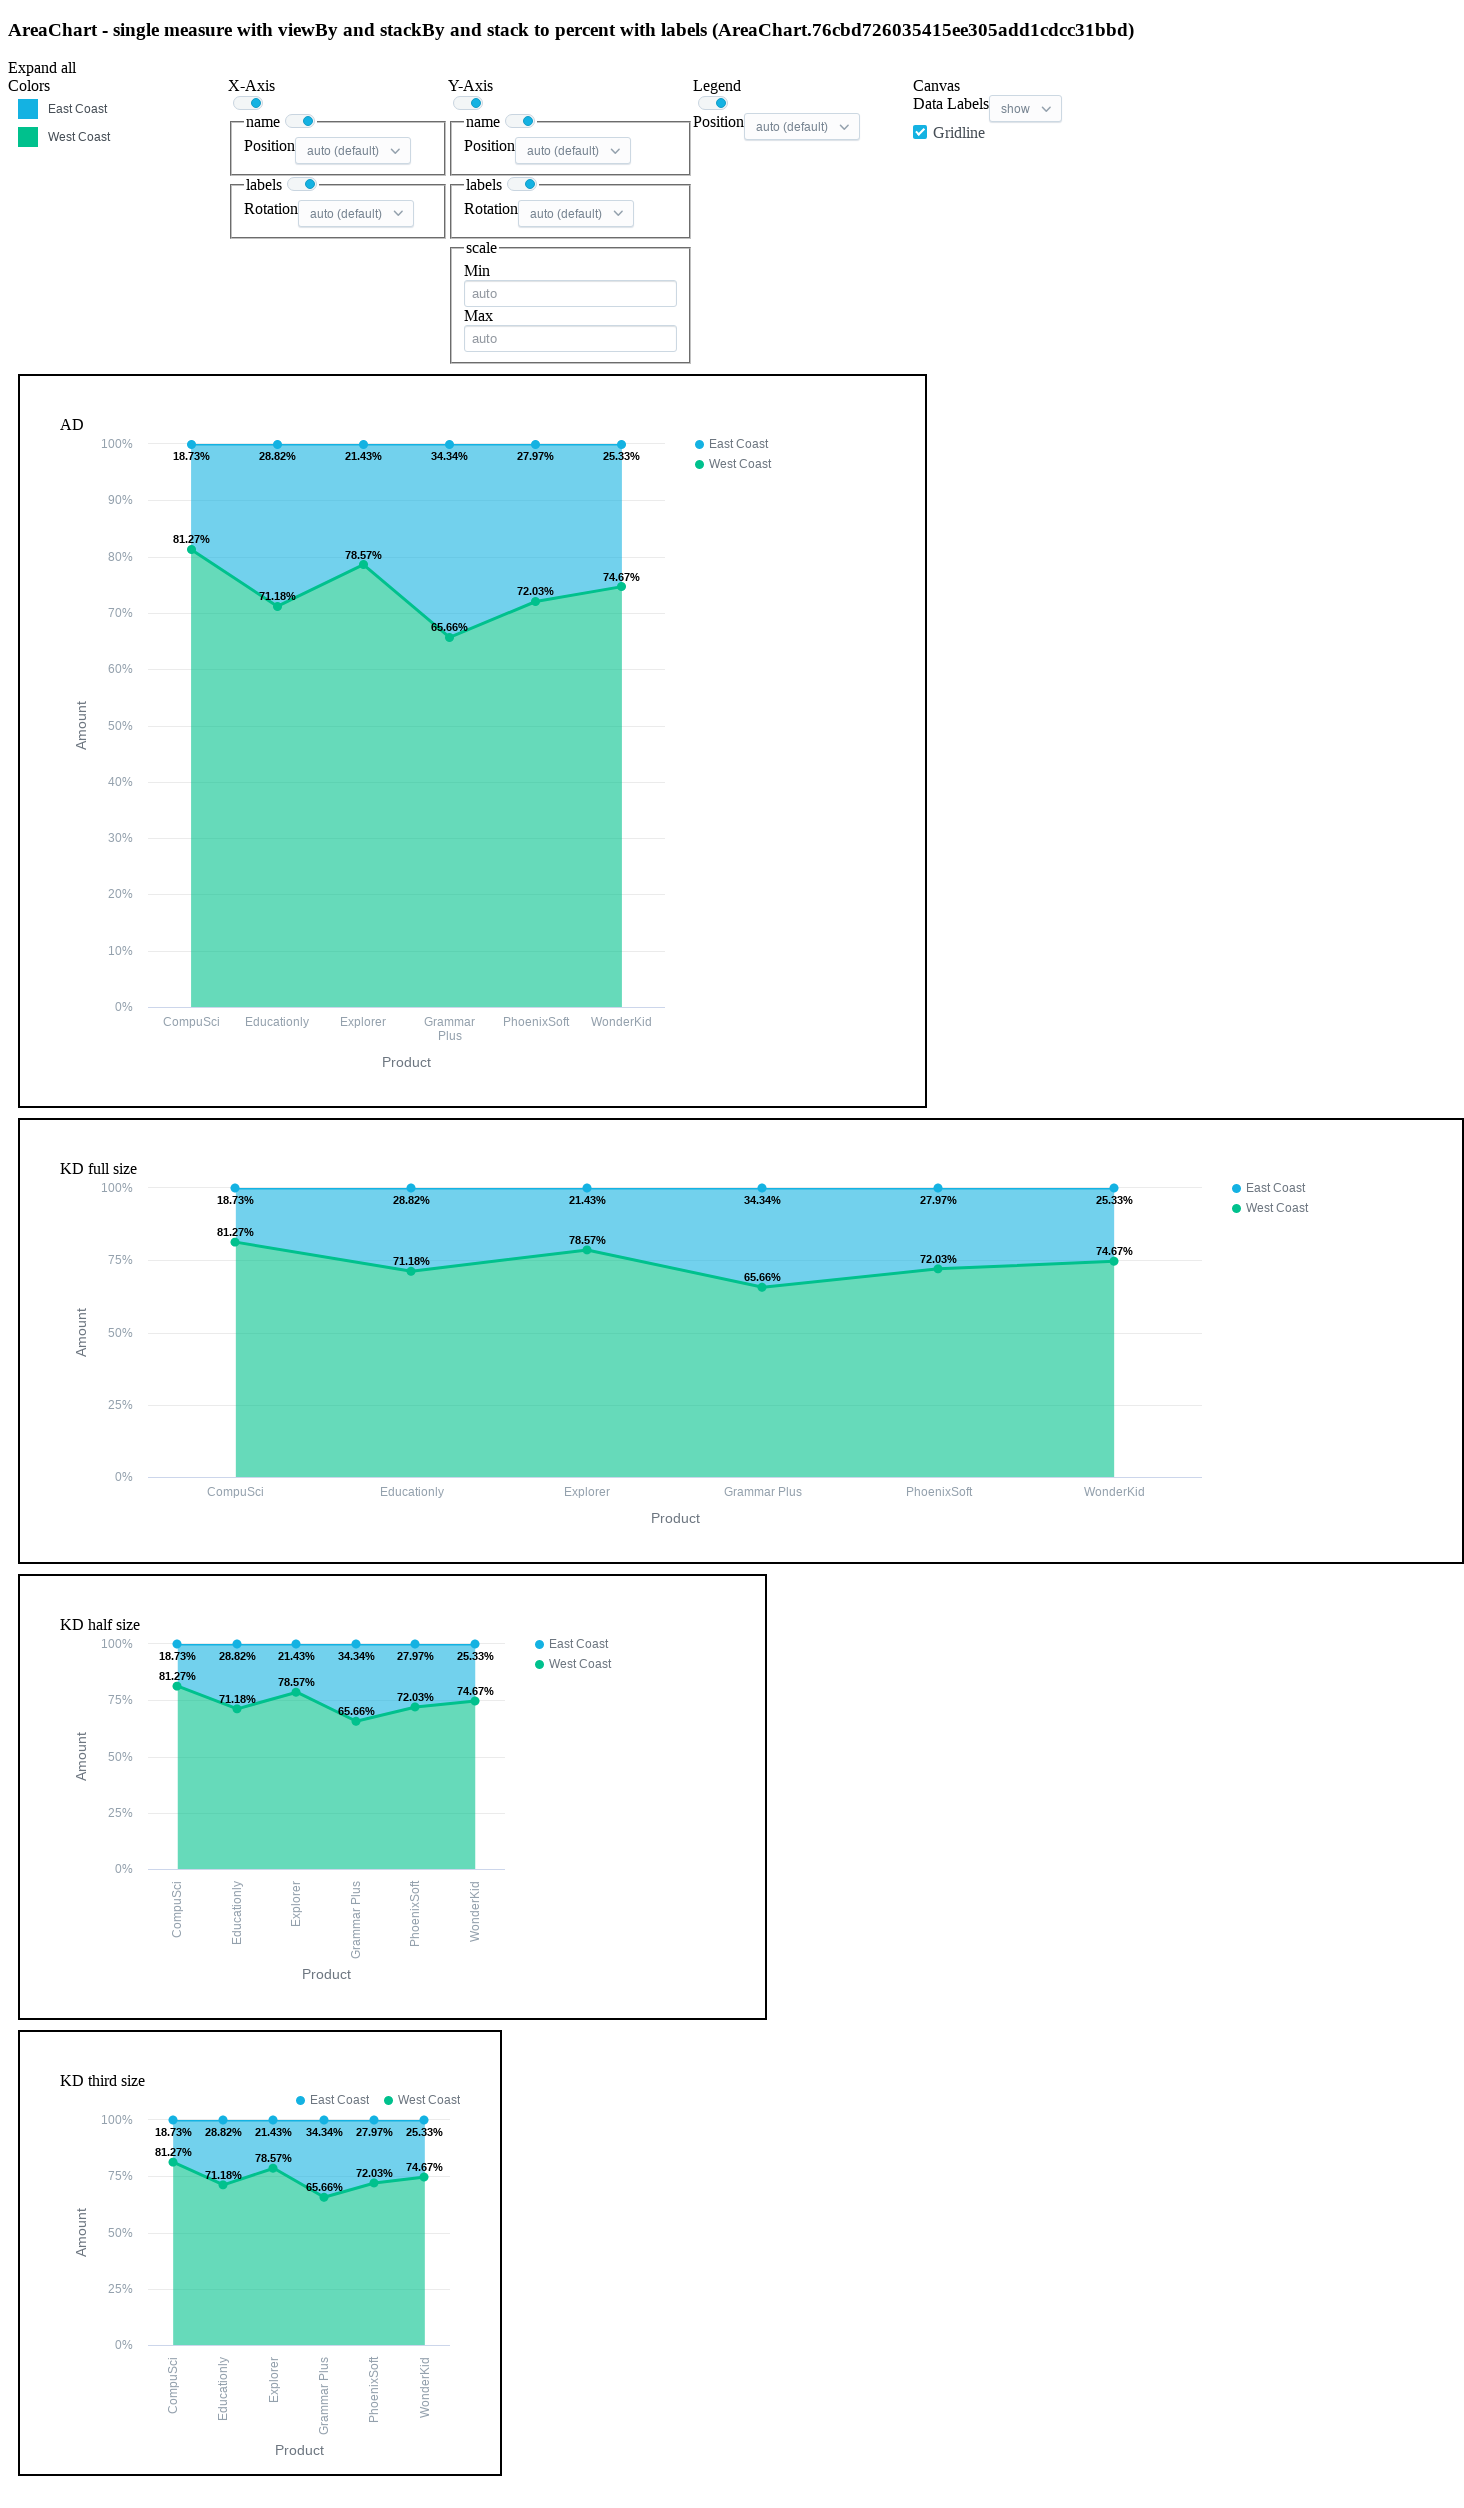 AreaChart - single measure with viewBy and stackBy and stack to percent with labels (AreaChart.76cbd726035415ee305add1cdcc31bbd)
Expand all
Colors
East Coast
West Coast
X-Axis
name
Position auto (default)
labels
Rotation auto (default)
Y-Axis
name
Position auto (default)
labels
Rotation auto (default)
scale
Min
auto
Max
auto
Legend
Position auto (default)
Canvas
Data Labels show
Gridline
AD
100%
90%
80%
70%
60%
50%
40%
30%
20%
10%
0%
Amount
18.73% 28.82% 21.43% 34.34% 27.97% 25.33%
81.27% 71.18% 78.57% 65.66% 72.03% 74.67%
CompuSci Educationly Explorer Grammar PhoenixSoft WonderKid
Plus
Product
East Coast
West Coast
KD full size
100%
75%
50%
25%
0%
Amount
18.73% 28.82% 21.43% 34.34% 27.97% 25.33%
81.27% 71.18% 78.57% 65.66% 72.03% 74.67%
CompuSci Educationly Explorer Grammar Plus PhoenixSoft WonderKid
Product
East Coast
West Coast
KD half size
100%
75%
50%
25%
0%
Amount
18.73% 28.82% 21.43% 34.34% 27.97% 25.33%
81.27% 71.18% 78.57% 65.66% 72.03% 74.67%
CompuSci
Educationly
Explorer
Grammar Plus
PhoenixSoft
WonderKid
Product
East Coast
West Coast
KD third size
East Coast West Coast
100%
75%
50%
25%
0%
Amount
18.73% 28.82% 21.43% 34.34% 27.97% 25.33%
81.27% 71.18% 78.57% 65.66% 72.03% 74.67%
CompuSci
Educationly
Explorer
Grammar Plus
PhoenixSoft
WonderKid
Product